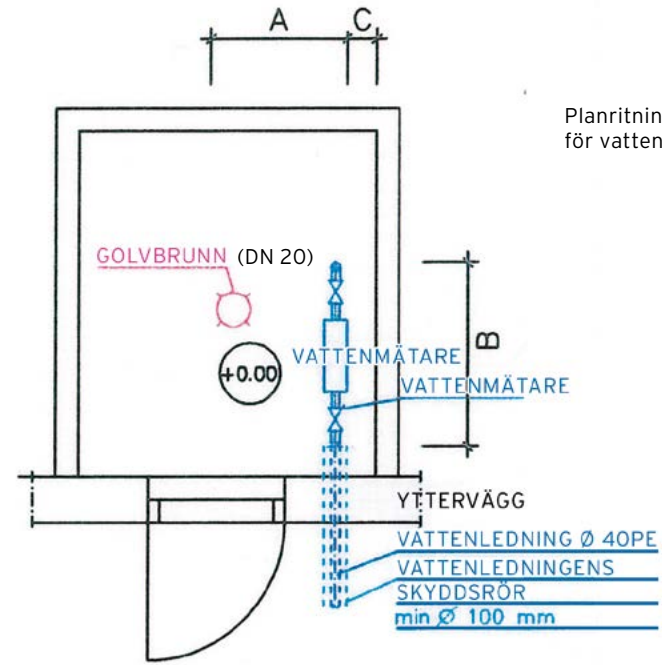 A
C
Planritnin
för vatten
GOLVBRUNN (DN 20)
B
VATTENMÄTARE
+0.00
VATTENMÄTARE
YTTERVÄGG
VATTENLEDNING Ø 40PE
VATTENLEDNINGENS
SKYDDSRÖR
min Ø 100 mm